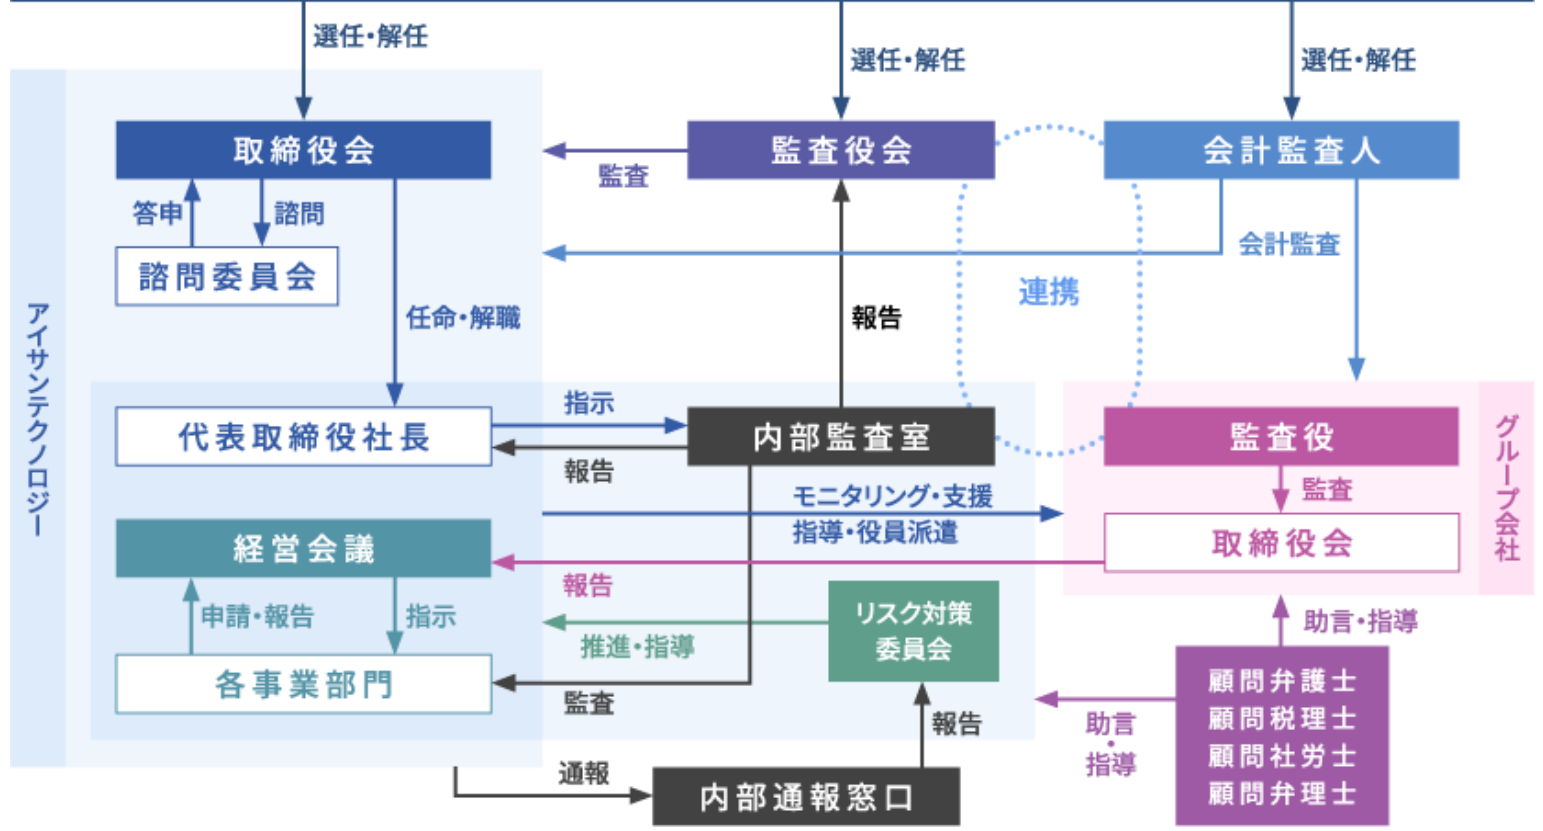 選任・解任
選任・解任
選任・解任
取締役会
監査役会
会計監査人
監査
答申
諮問
会計監査
諮問委員会
連携
アイサンテクノロジー
任命・解職
報告
代表取締役社長
指示
報告
内部監査室
監査役
グループ会社
監査
モニタリング・支援
指導・役員派遣
取締役会
経営会議
報告
申請・報告
指示
推進・指導
リスク対策
委員会
助言・指導
各事業部門
監査
報告
助言
・
指導
顧問弁護士
顧問税理士
顧問社労士
顧問弁理士
通報
内部通報窓口